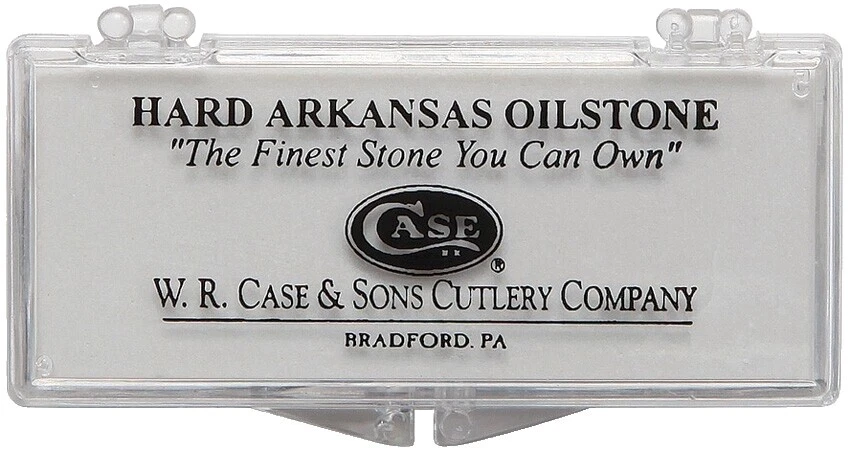 HARD ARKANSAS OILSTONE
"The Finest Stone You Can Own"
CASE
®
W. R. CASE & SONS CUTLERY COMPANY
BRADFORD, PA